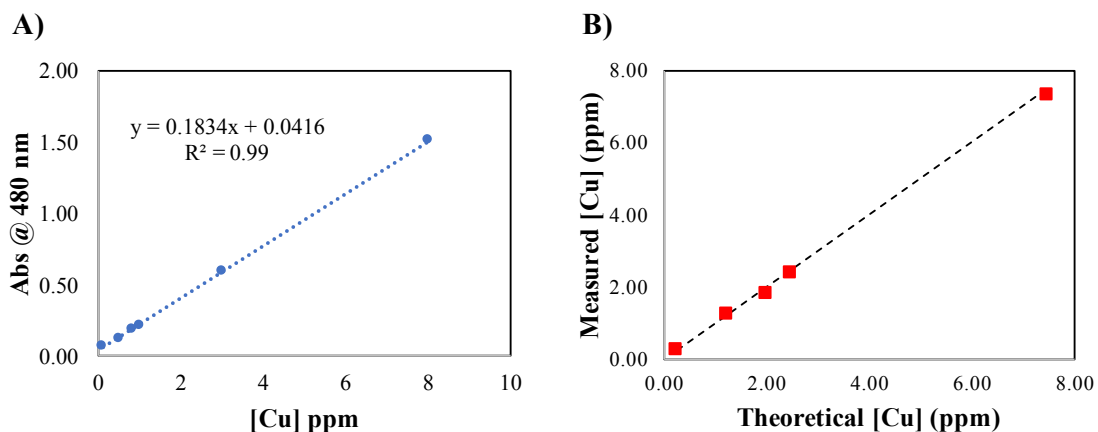 A)
2.00
1.50
1.00
0.50
0.00
Abs @ 480 nm
y = 0.1834x + 0.0416
R² = 0.99
0 2 4 6 8 10
[Cu] ppm
B)
8.00
6.00
4.00
2.00
0.00
Measured [Cu] (ppm)
0.00 2.00 4.00 6.00 8.00
Theoretical [Cu] (ppm)